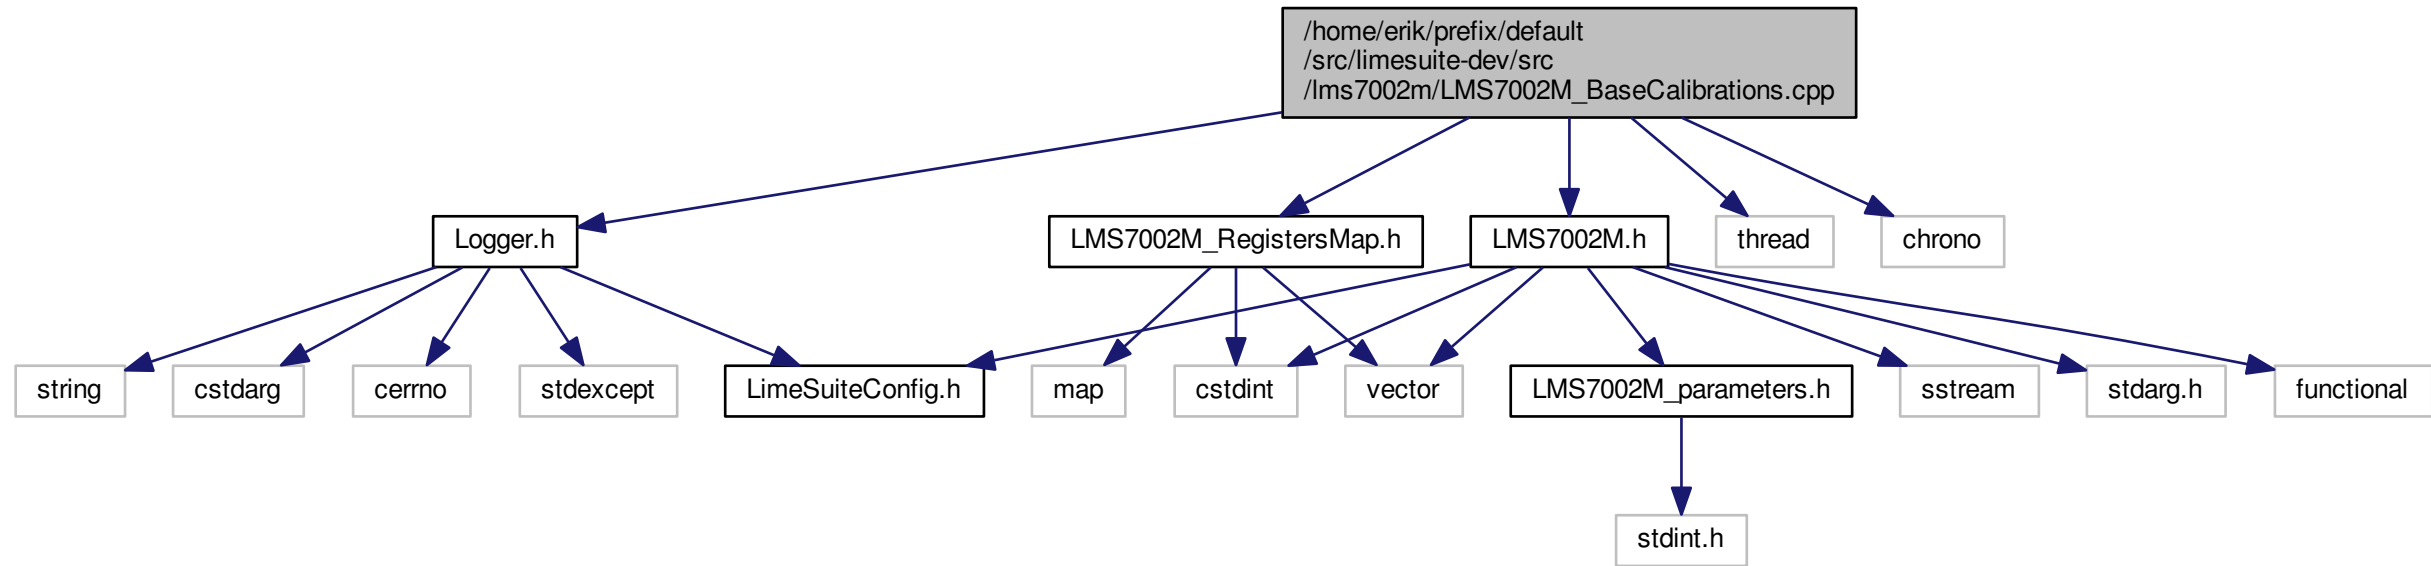 /home/erik/prefix/default
/src/limesuite-dev/src
/lms7002m/LMS7002M_BaseCalibrations.cpp
Logger.h
LMS7002M_RegistersMap.h
LMS7002M.h
thread
chrono
string
cstdarg
cerrno
stdexcept
LimeSuiteConfig.h
map
cstdint
vector
LMS7002M_parameters.h
sstream
stdarg.h
functional
stdint.h